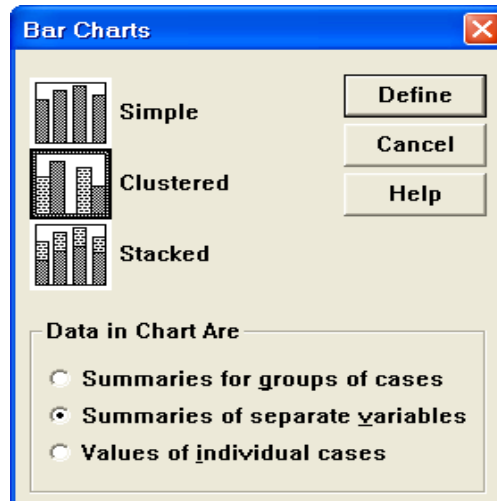 Bar Charts
Simple
Clustered
Stacked
Define
Cancel
Help
Data in Chart Are
Summaries for groups of cases
Summaries of separate variables
Values of individual cases